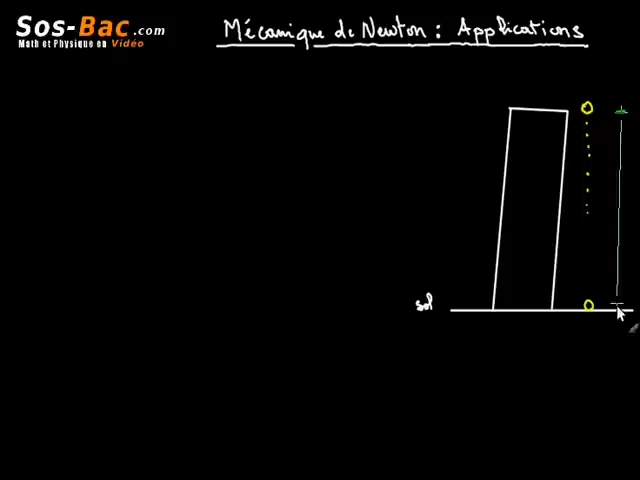 Sos-Bac.com
Math et Physique en Vidéo
Mécanique de Newton : Applications
sol